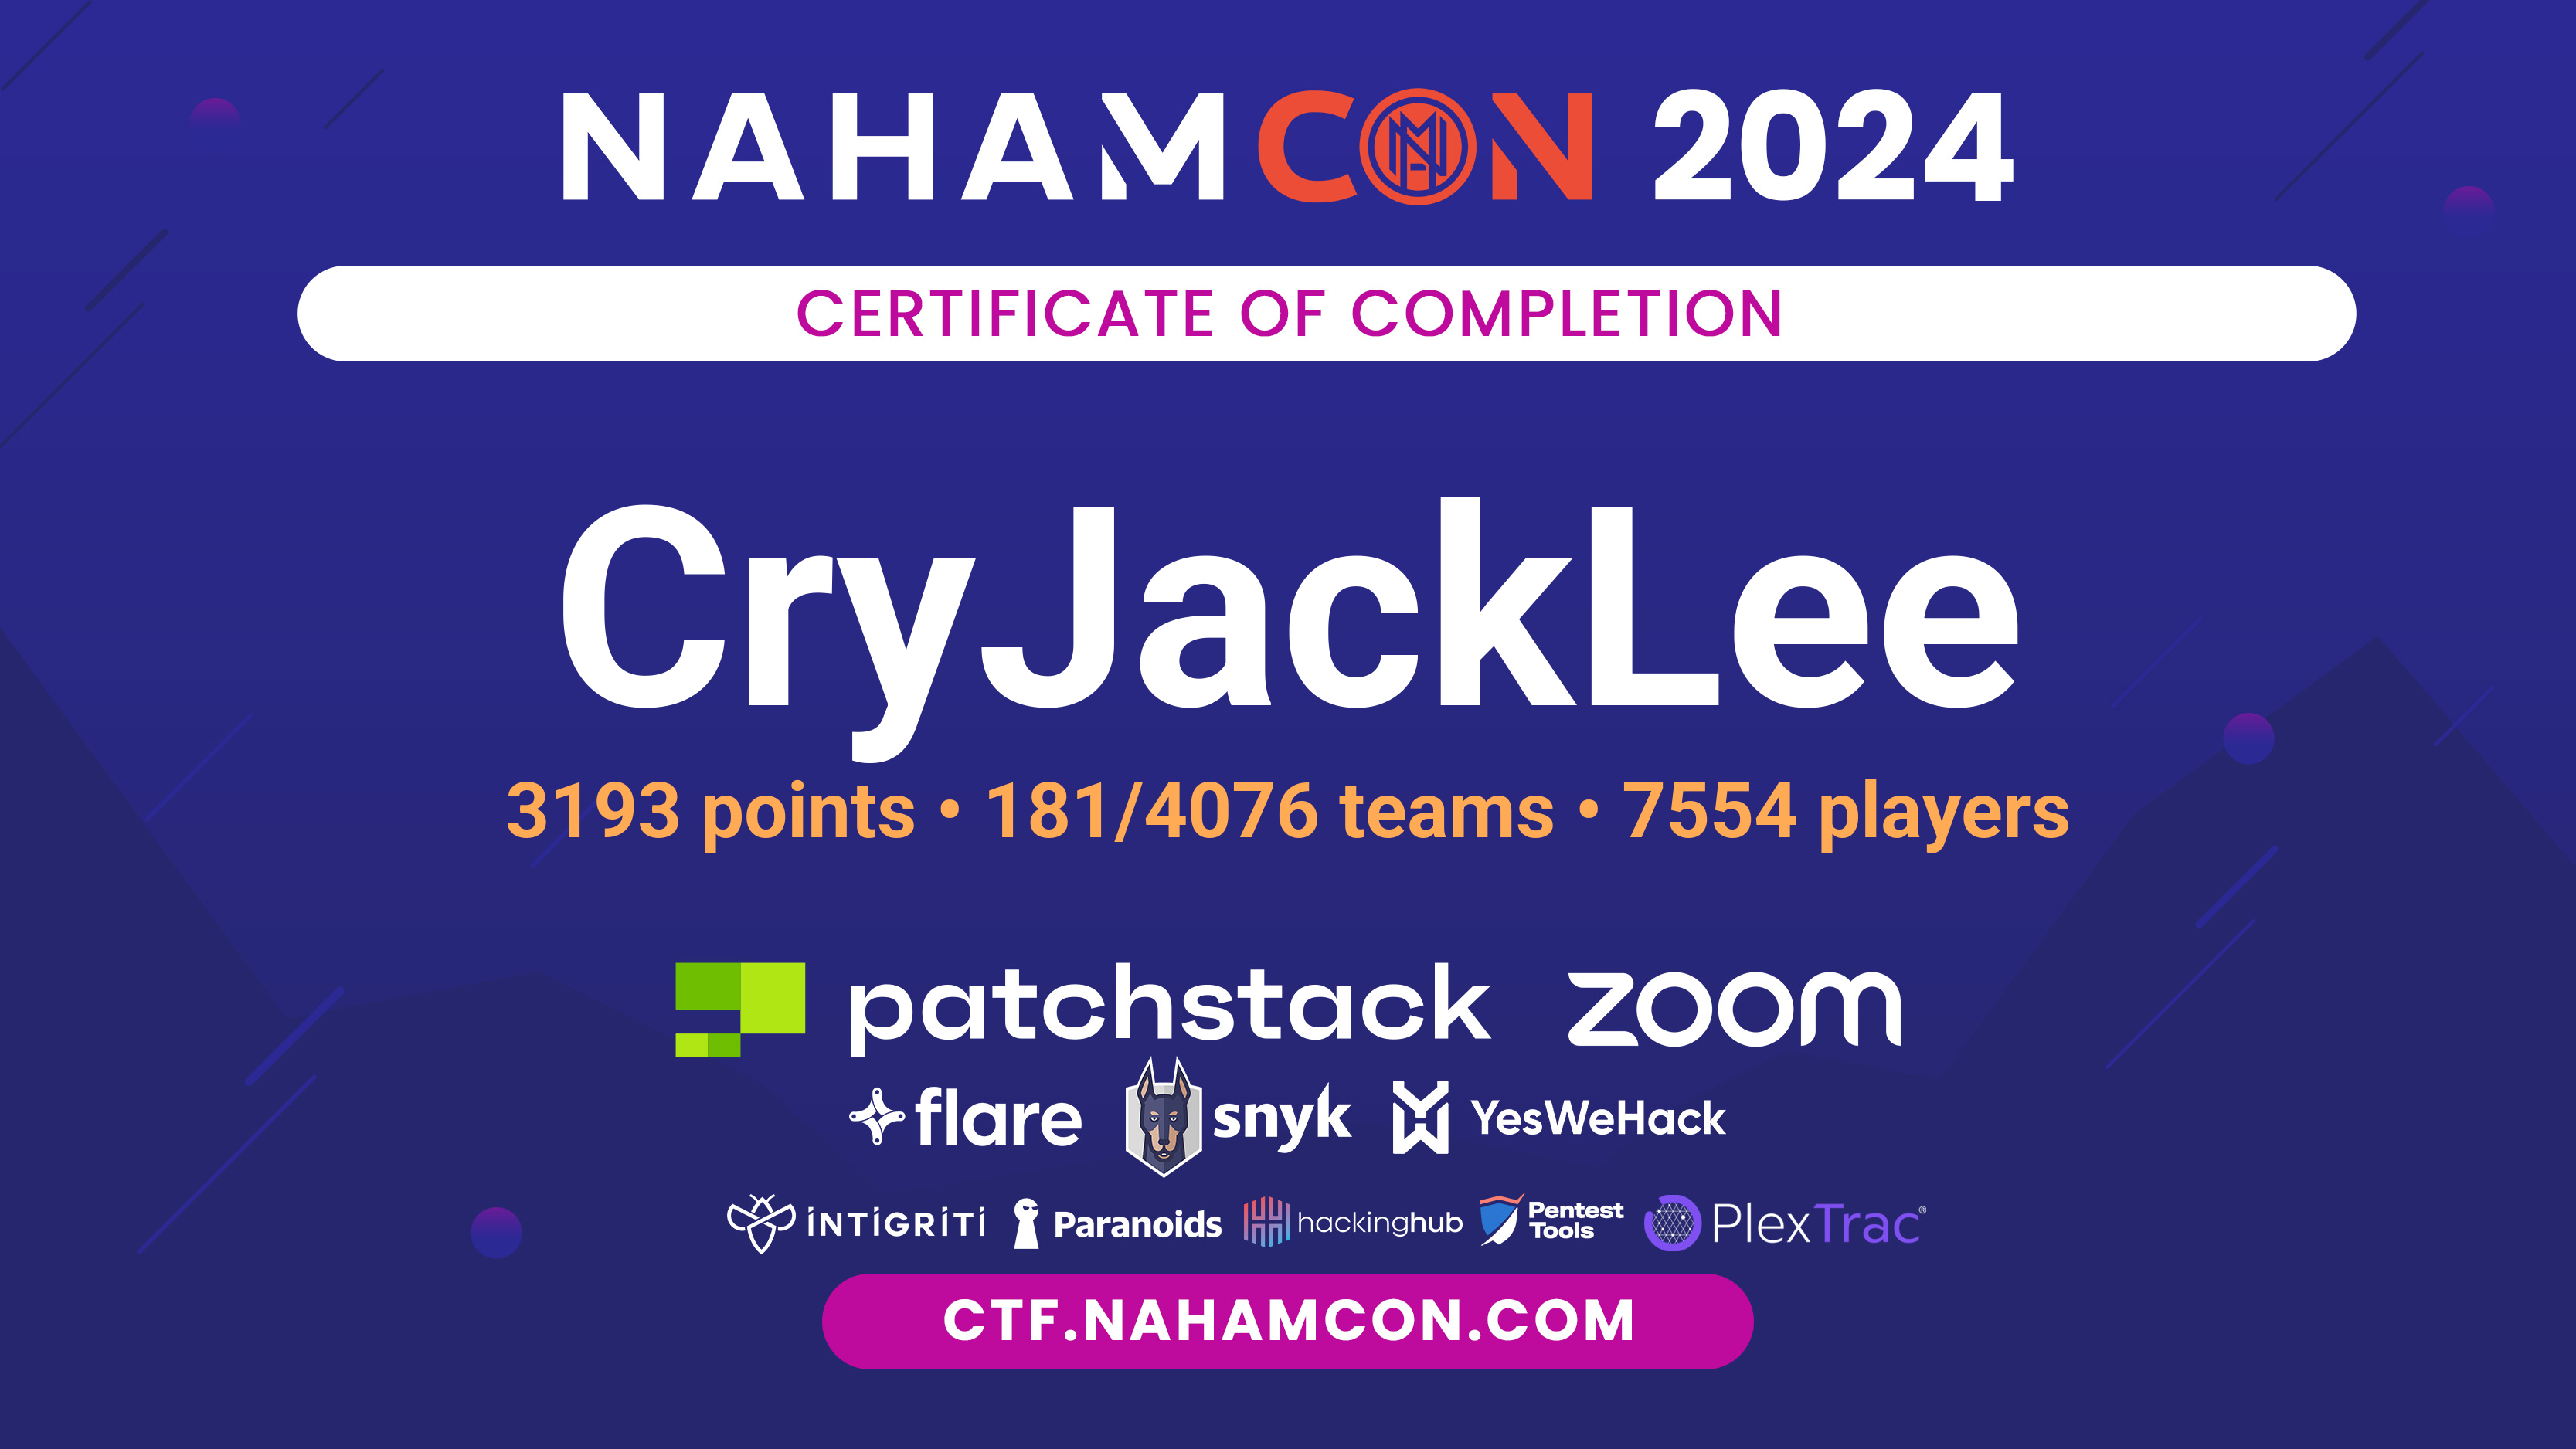 NAHAMCON 2024
CERTIFICATE OF COMPLETION
CryJackLee
3193 points • 181/4076 teams • 7554 players
patchstack zoom
flare snyk YesWeHack
INTIGRITI Paranoids hackinghub Pentest Tools PlexTrac®
CTF.NAHAMCON.COM